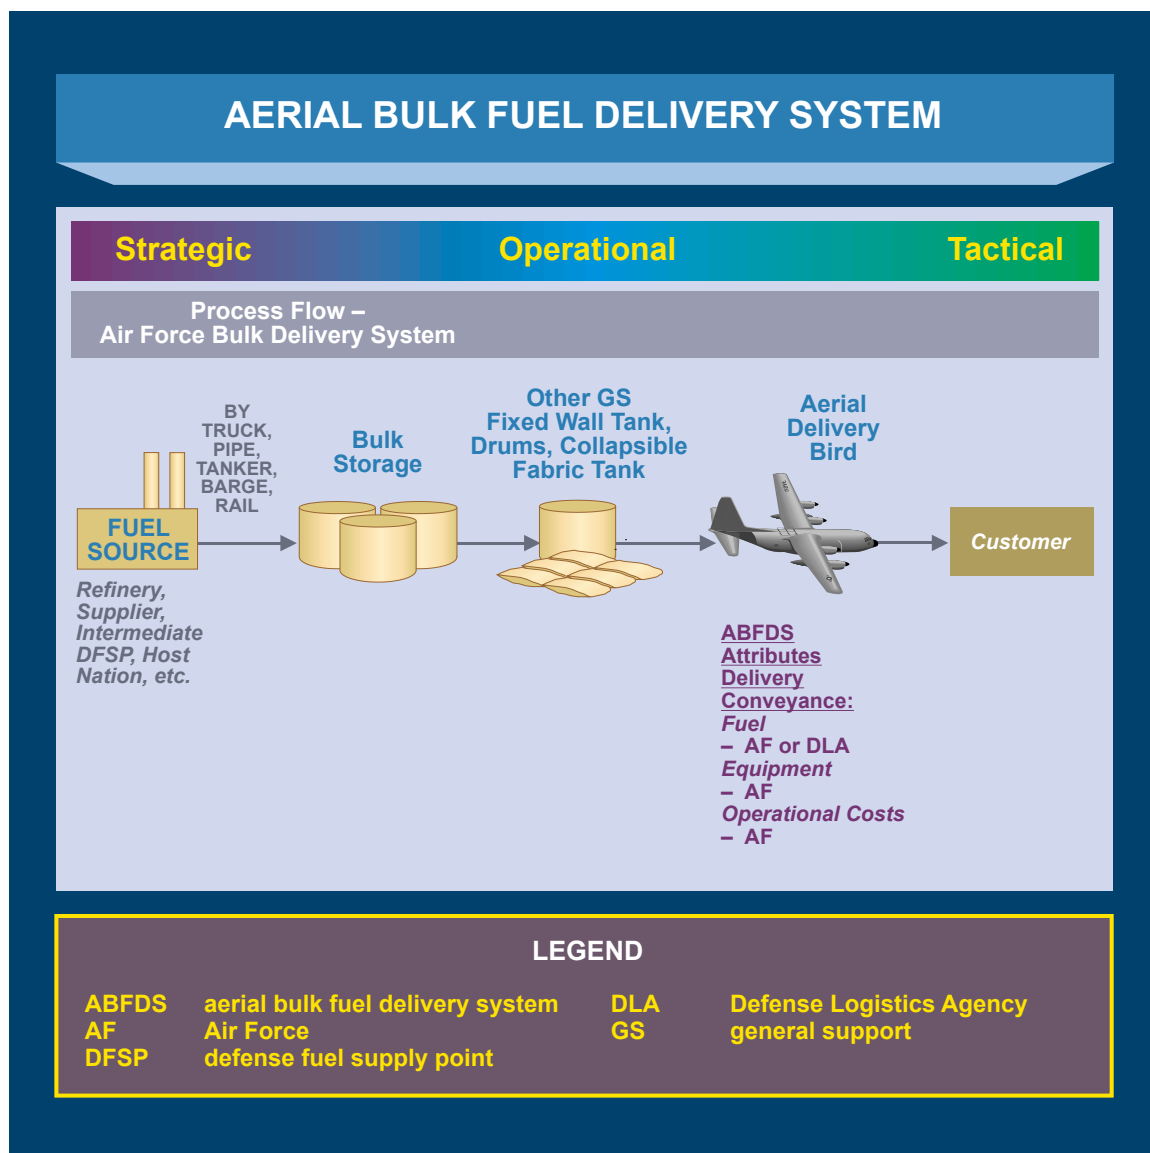 AERIAL BULK FUEL DELIVERY SYSTEM
Strategic
Operational
Tactical
Process Flow –
Air Force Bulk Delivery System
FUEL
SOURCE
Refinery,
Supplier,
Intermediate
DFSP, Host
Nation, etc.
BY
TRUCK,
PIPE,
TANKER,
BARGE,
RAIL
Bulk
Storage
Other GS
Fixed Wall Tank,
Drums, Collapsible
Fabric Tank
Aerial
Delivery
Bird
Customer
ABFDS
Attributes
Delivery
Conveyance:
Fuel
– AF or DLA
Equipment
– AF
Operational Costs
– AF
LEGEND
ABFDS aerial bulk fuel delivery system
AF Air Force
DFSP defense fuel supply point
DLA Defense Logistics Agency
GS general support